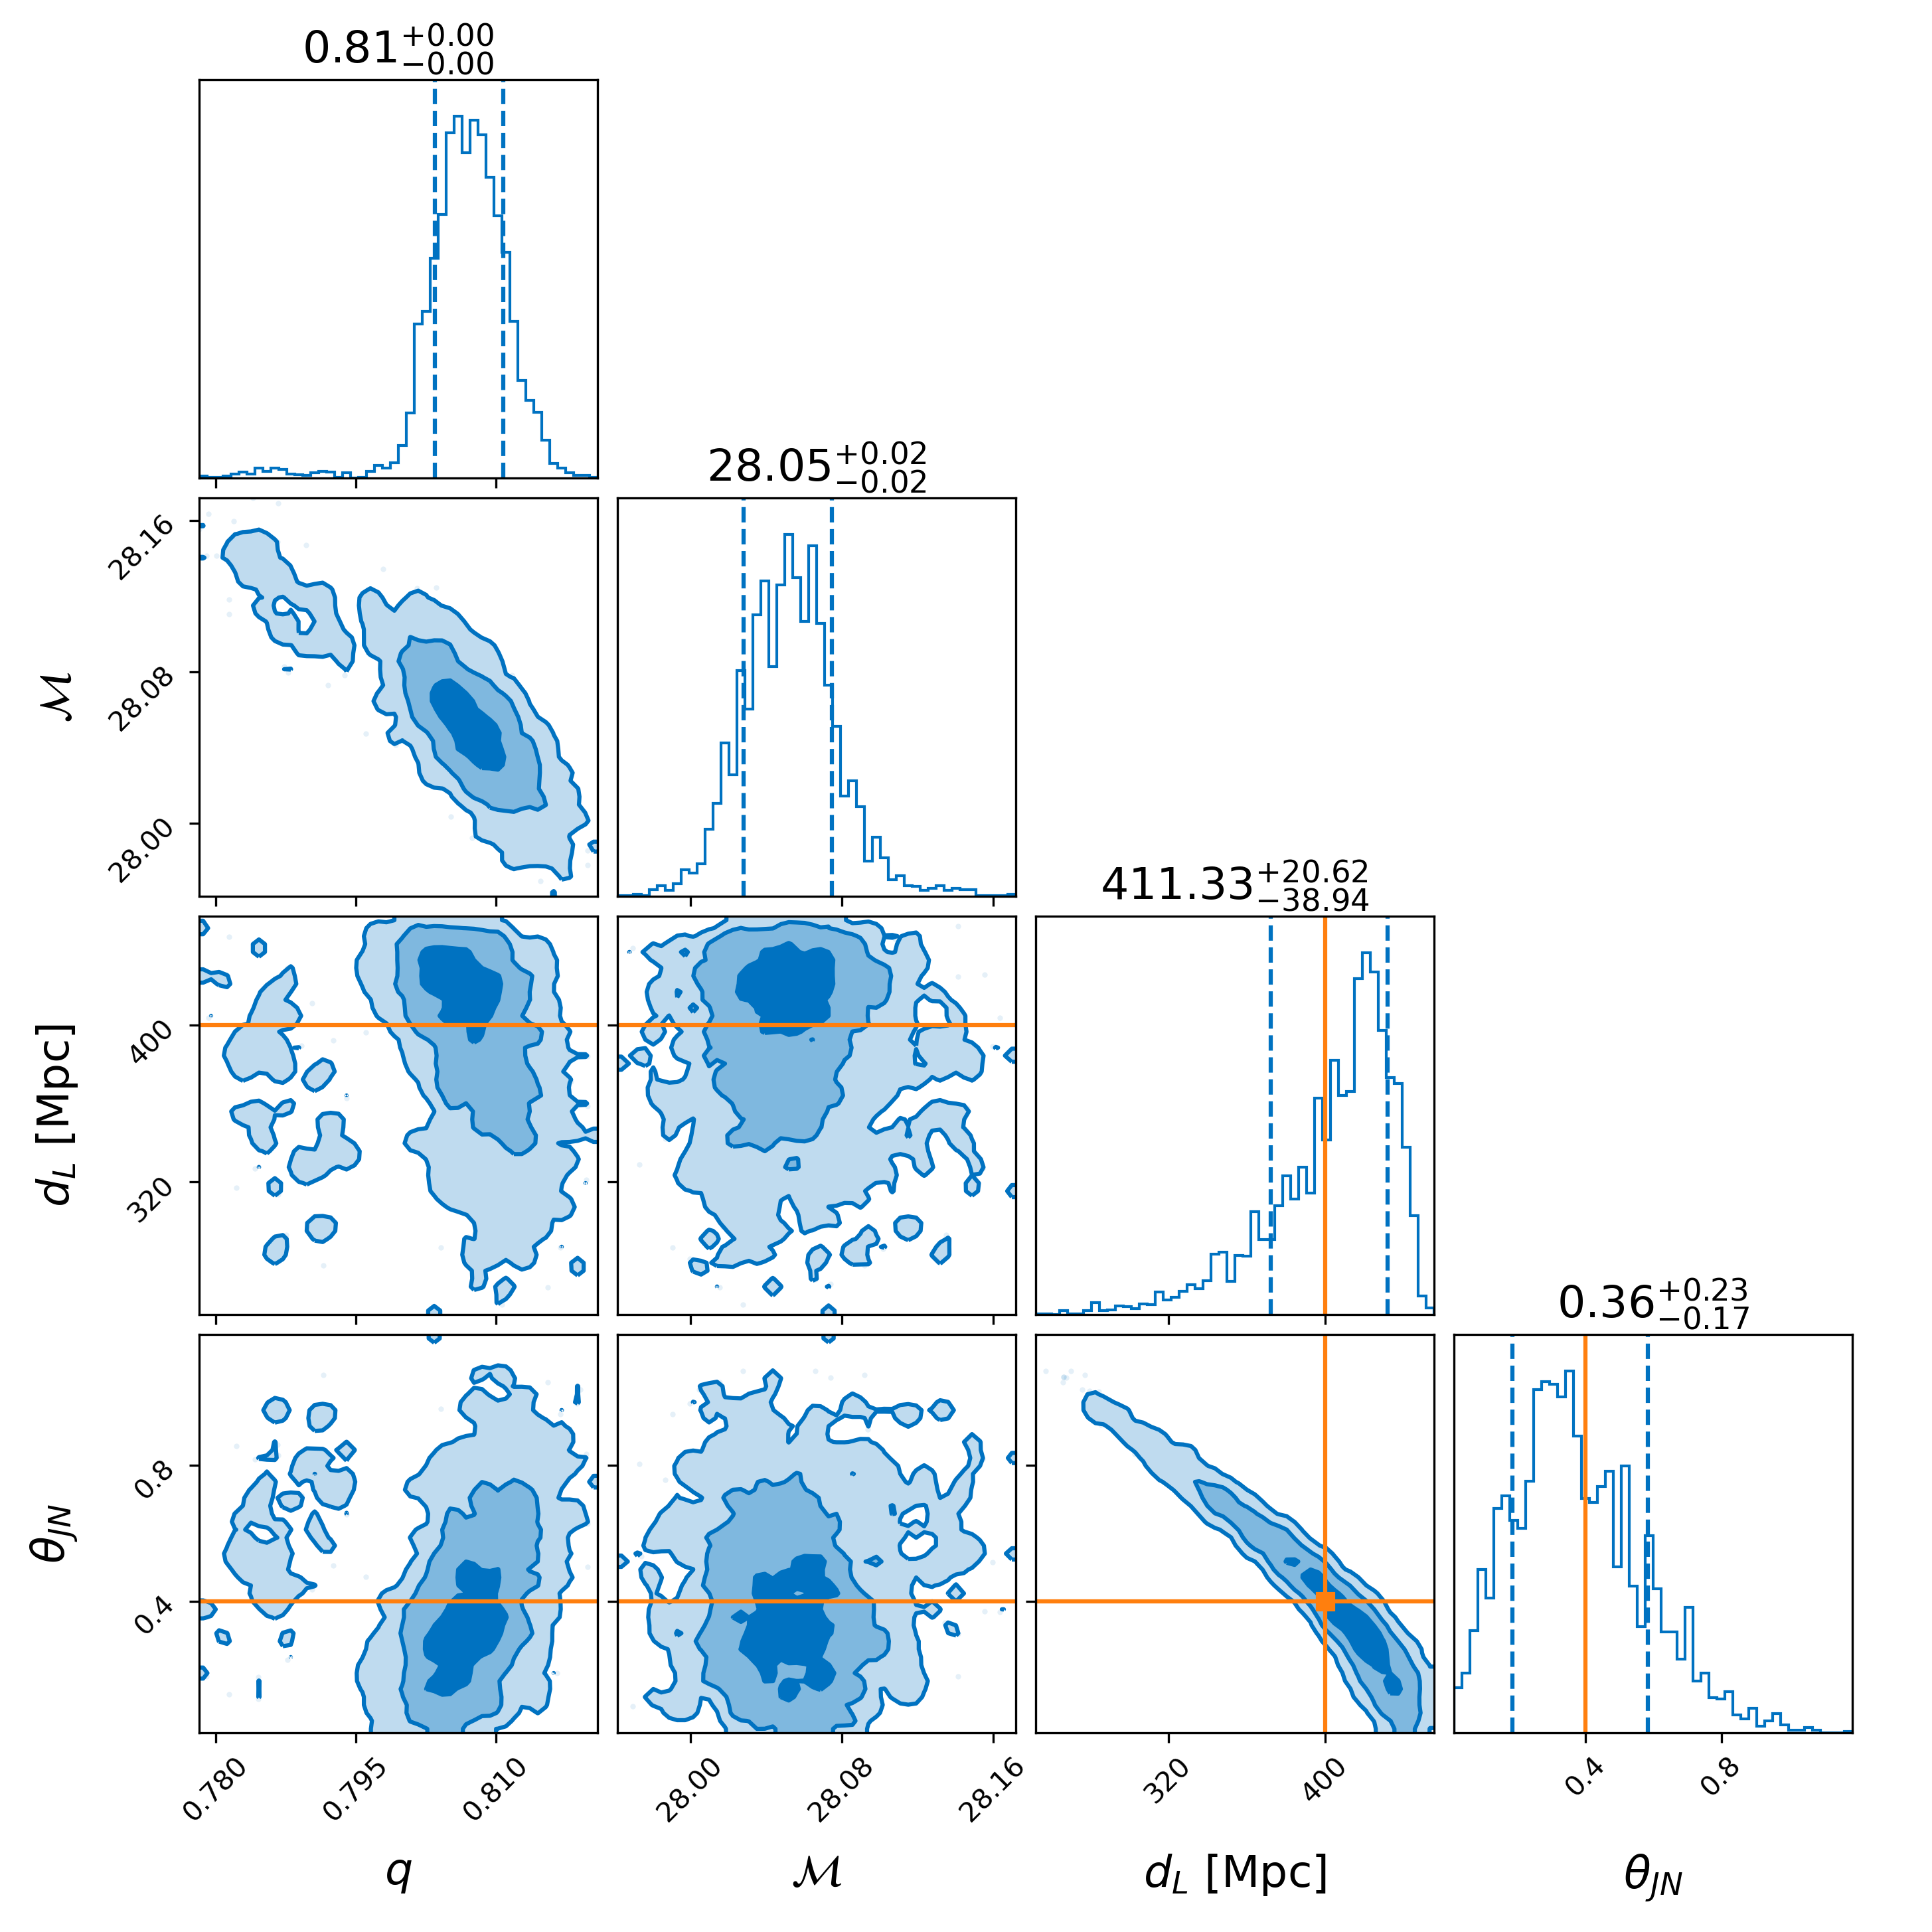 0.81+0.00−0.00
28.16
28.08
28.00
ℳ
28.05+0.02−0.02
400
320
d_L [Mpc]
411.33+20.62−38.94
0.8
0.4
θ_JN
0.36+0.23−0.17
0.780 0.795 0.810
28.00 28.08 28.16
320 400
0.4 0.8
q ℳ d_L [Mpc] θ_JN